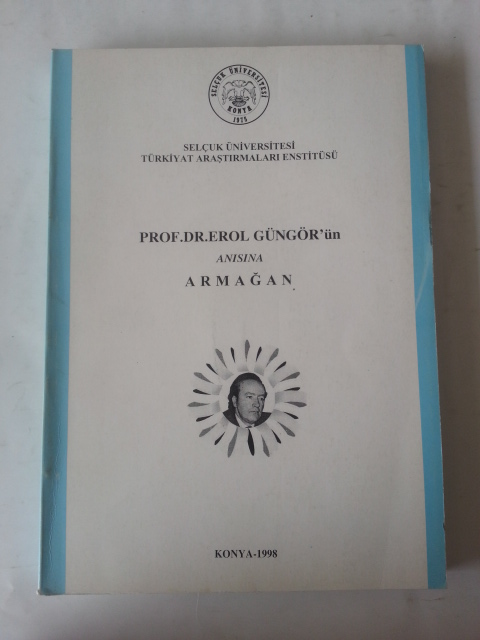 SELÇUK ÜNİVERSİTESİ
KONYA
1975
SELÇUK ÜNİVERSİTESİ
TÜRKİYAT ARAŞTIRMALARI ENSTİTÜSÜ
PROF.DR.EROL GÜNGÖR'ün
ANISINA
ARMAĞAN
KONYA-1998